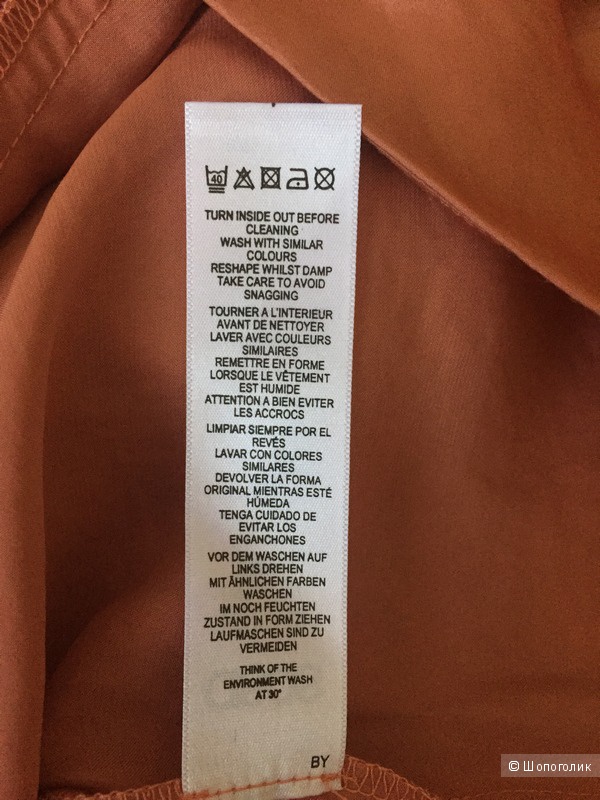 40
TURN INSIDE OUT BEFORE
CLEANING
WASH WITH SIMILAR
COLOURS
RESHAPE WHILST DAMP
TAKE CARE TO AVOID
SNAGGING
TOURNER A L'INTERIEUR
AVANT DE NETTOYER
LAVER AVEC COULEURS
SIMILAIRES
REMETTRE EN FORME
LORSQUE LE VÊTEMENT
EST HUMIDE
ATTENTION A BIEN EVITER
LES ACCROCS
LIMPIAR SIEMPRE POR EL
REVÉS
LAVAR CON COLORES
SIMILARES
DEVOLVER LA FORMA
ORIGINAL MIENTRAS ESTÉ
HÚMEDA
TENGA CUIDADO DE
EVITAR LOS
ENGANCHONES
VOR DEM WASCHEN AUF
LINKS DREHEN
MIT ÄHNLICHEN FARBEN
WASCHEN
IM NOCH FEUCHTEN
ZUSTAND IN FORM ZIEHEN
LAUFMASCHEN SIND ZU
VERMEIDEN
THINK OF THE
ENVIRONMENT WASH
AT 30°
BY
© Шопоголик